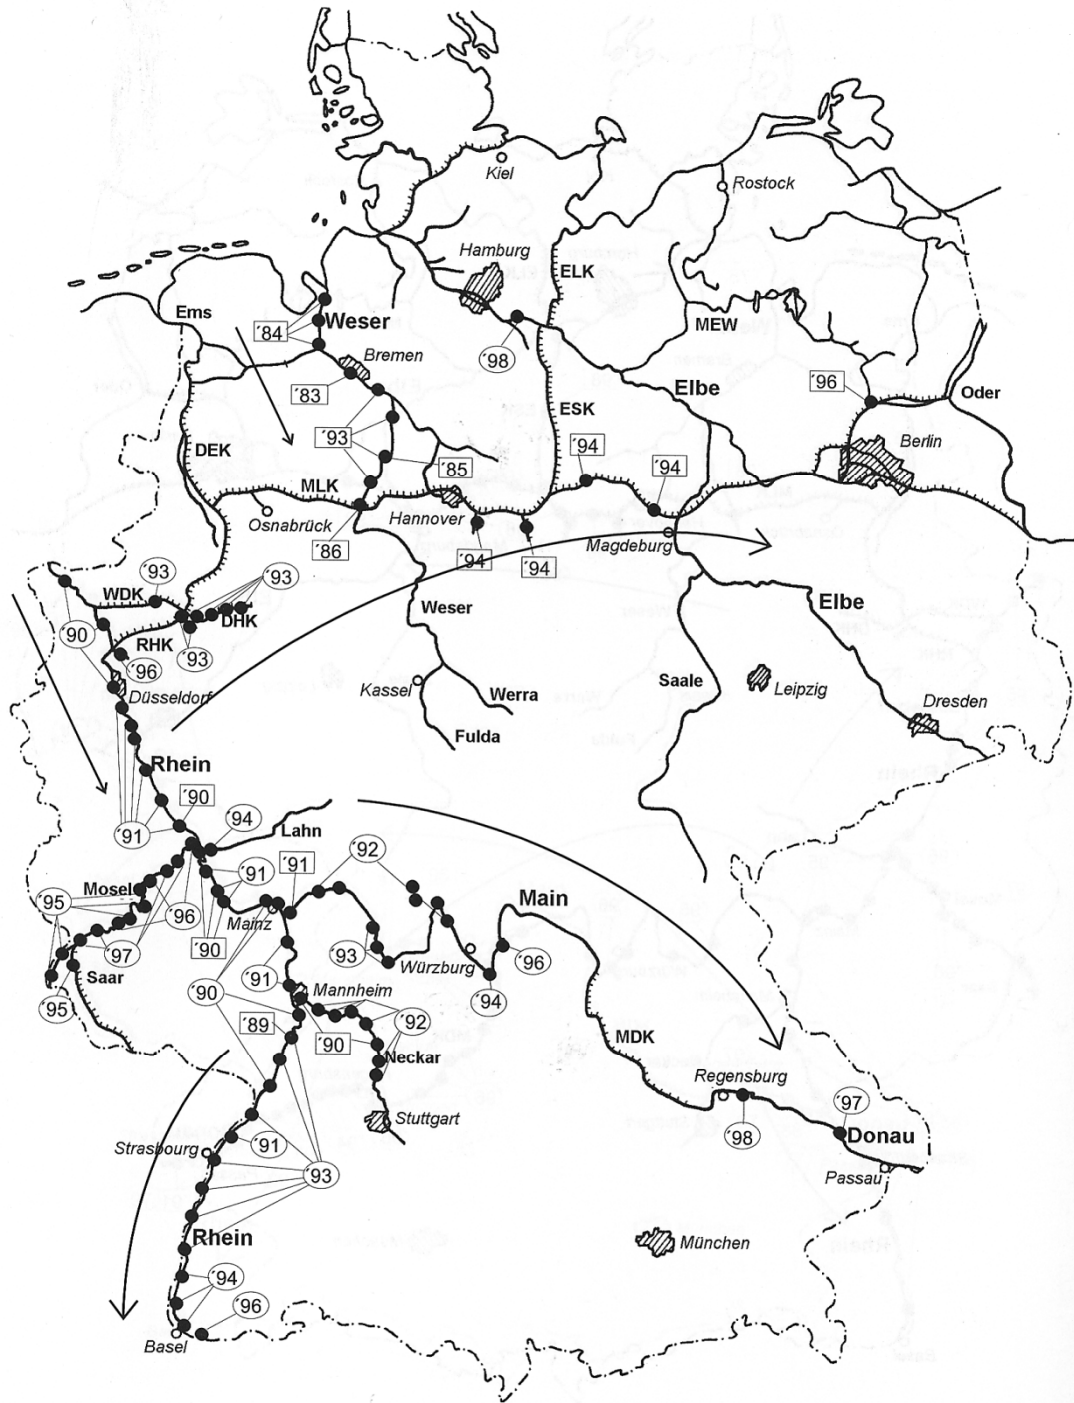 Kiel
Rostock
Hamburg
ELK
Ems
Weser
´84
MEW
Bremen
´98
´83
Elbe
´96
Oder
ESK
´93
Berlin
DEK
´85
´94
MLK
´94
Osnabrück
Hannover
´86
´94
´94
Magdeburg
´93
´93
WDK
DHK
Weser
Elbe
´90
RHK
´93
´96
Kassel
Saale
Leipzig
Düsseldorf
Werra
Dresden
Fulda
Rhein
´90
´91
´94
Lahn
´91
´91
´92
Mosel
´95
´96
Mainz
Main
´90
´97
´93
Würzburg
´96
Saar
´91
´94
´95
´90
Mannheim
´89
´90
´92
MDK
Neckar
Regensburg
Stuttgart
´97
´98
Donau
Strasbourg
´91
´93
Passau
Rhein
München
´94
´96
Basel